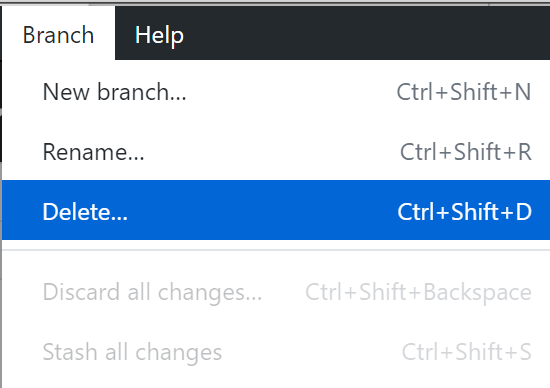 Branch Help
New branch... Ctrl+Shift+N
Rename... Ctrl+Shift+R
Delete... Ctrl+Shift+D
Discard all changes... Ctrl+Shift+Backspace
Stash all changes Ctrl+Shift+S